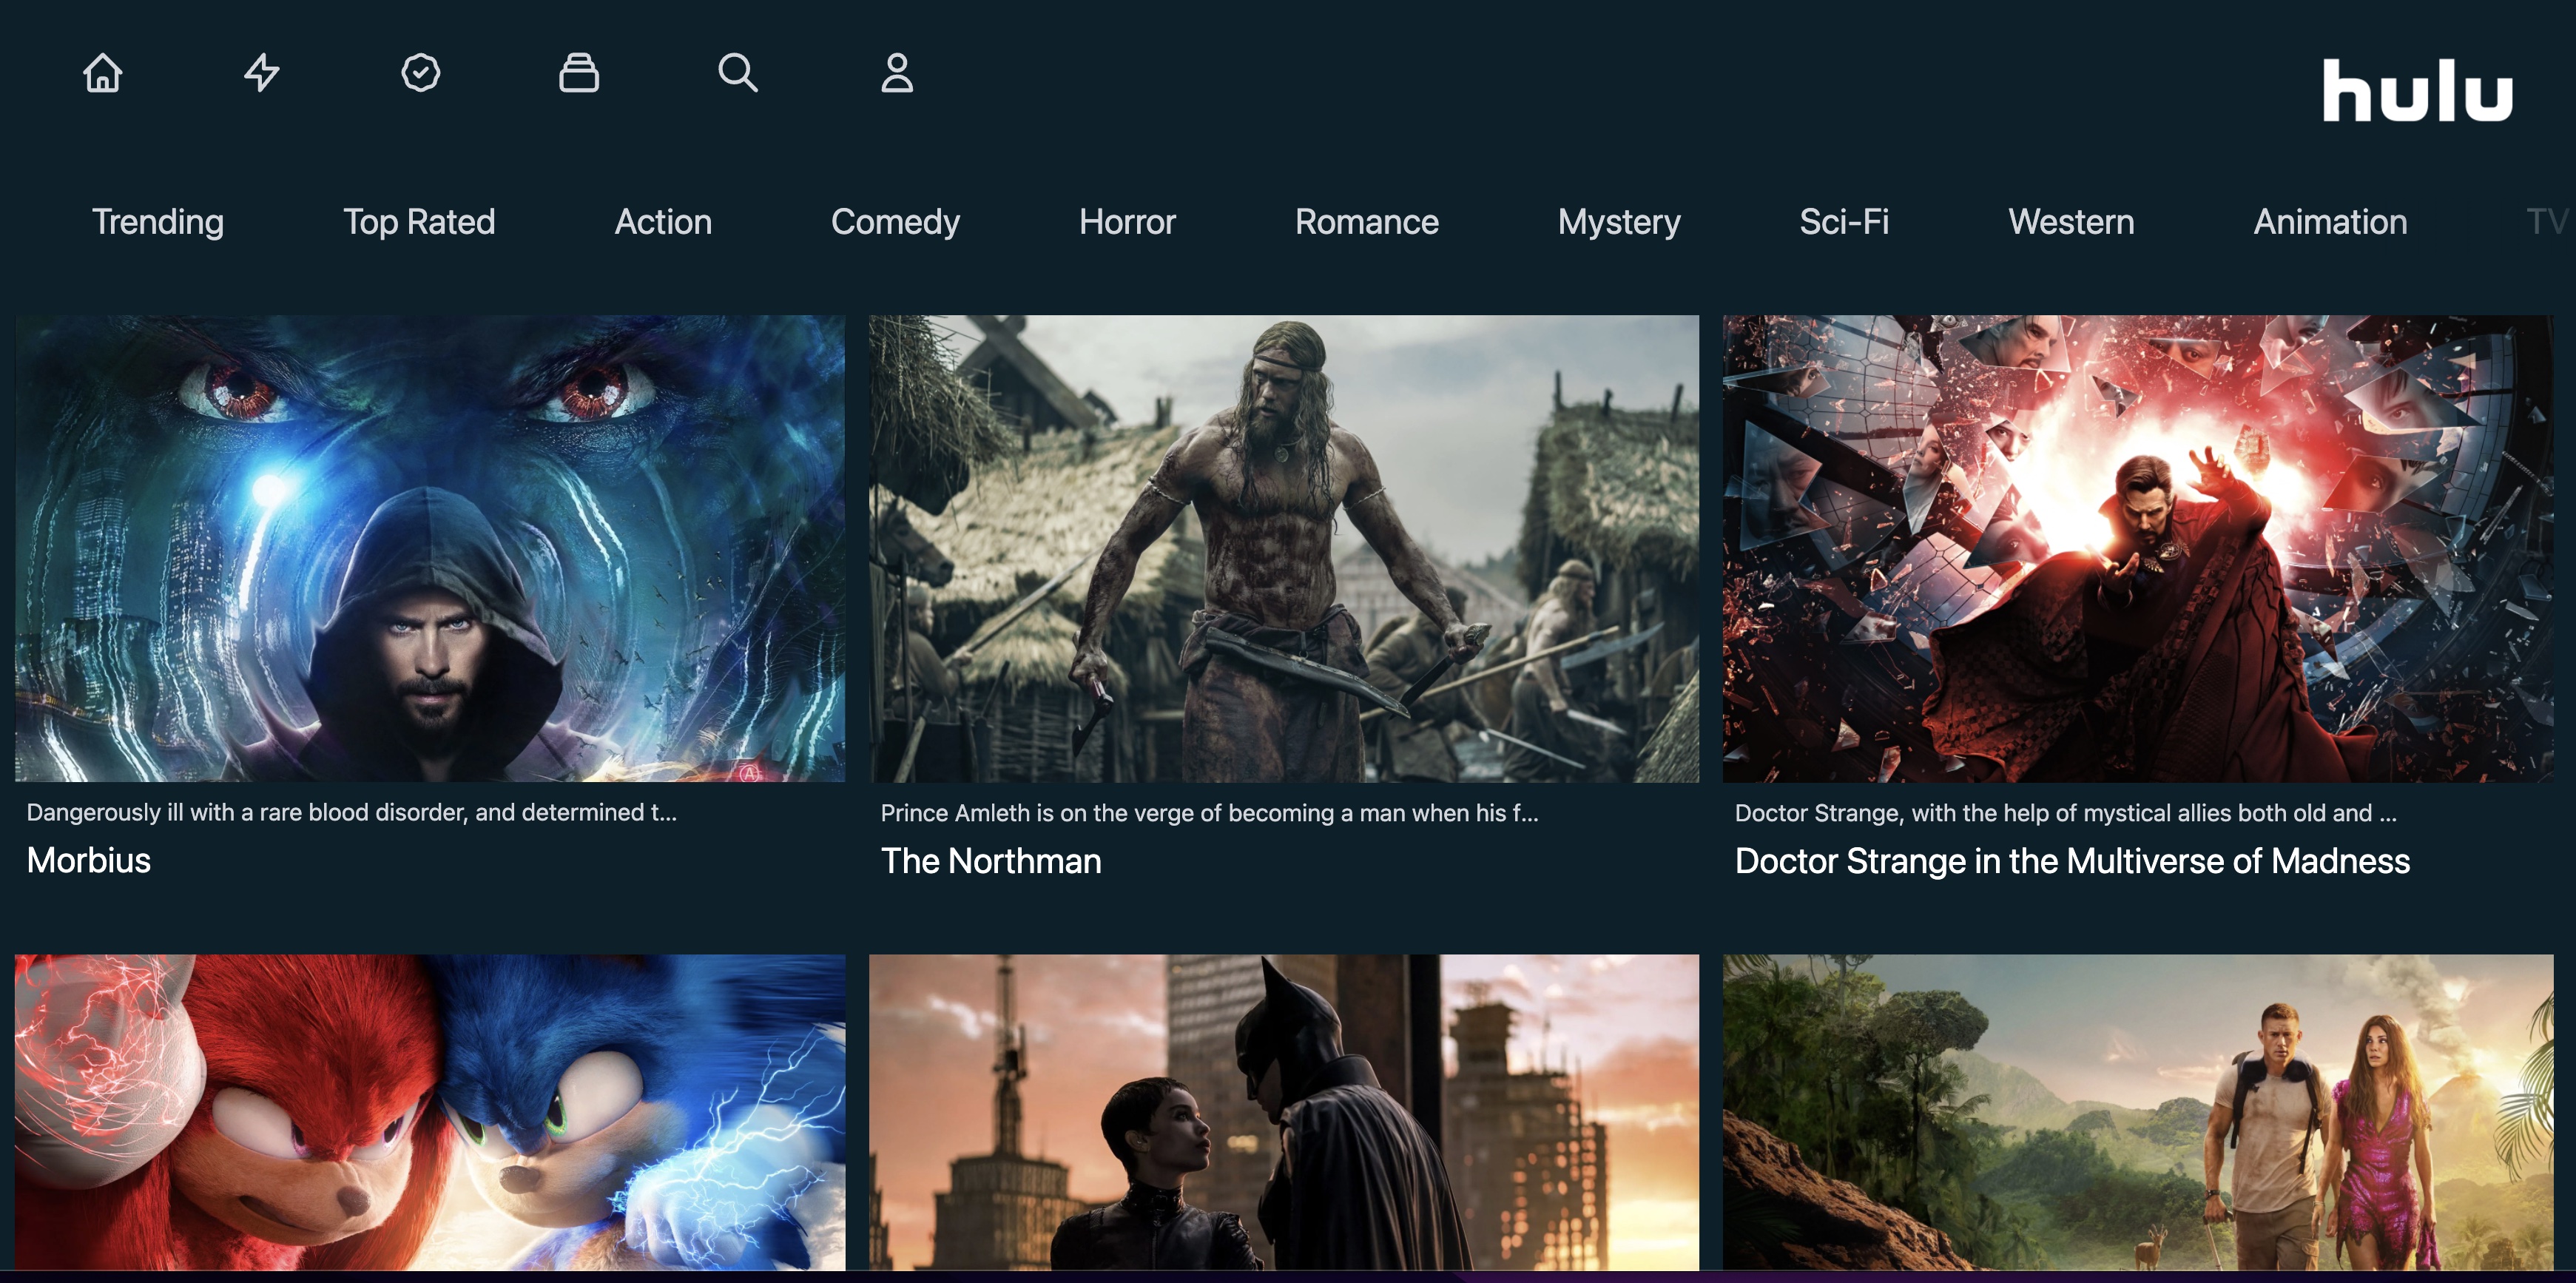 hulu
Trending Top Rated Action Comedy Horror Romance Mystery Sci-Fi Western Animation TV
Dangerously ill with a rare blood disorder, and determined t...
Morbius
Prince Amleth is on the verge of becoming a man when his f...
The Northman
Doctor Strange, with the help of mystical allies both old and ...
Doctor Strange in the Multiverse of Madness